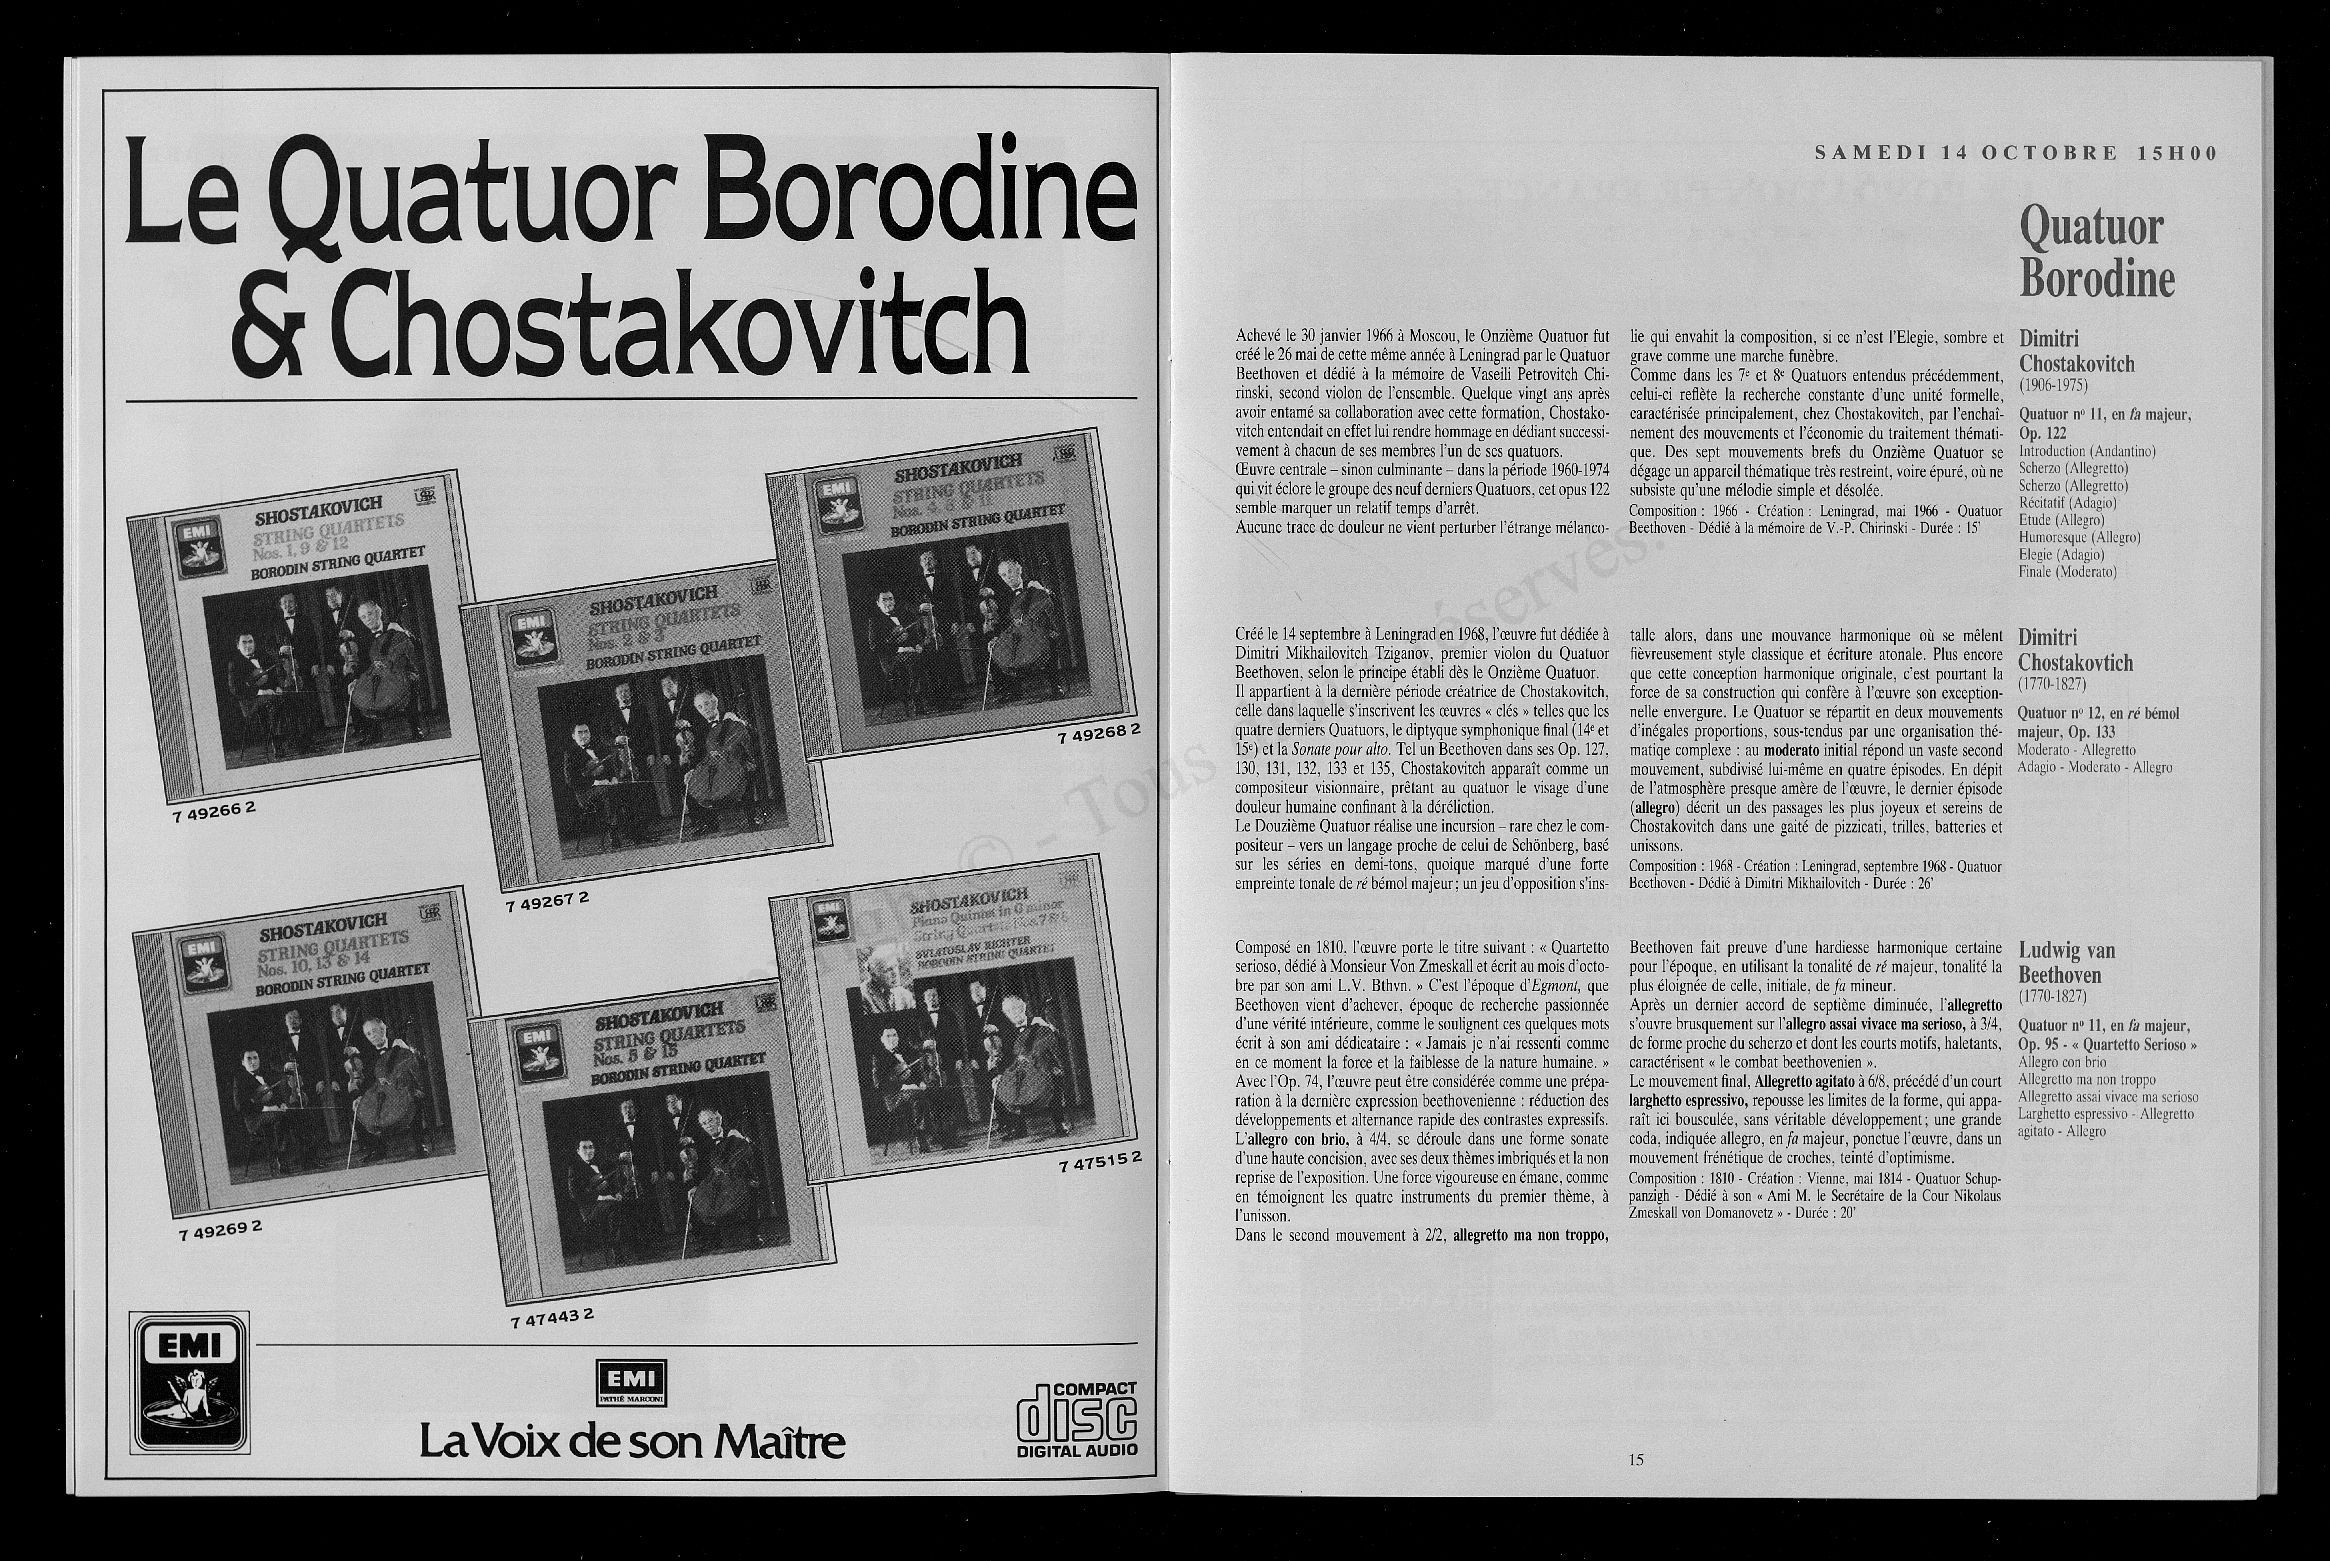 Le Quatuor Borodine
& Chostakovitch
EMI
SHOSTAKOVICH
STRING QUARTETS
Nos. 1, 9 & 12
BORODIN STRING QUARTET
7 49266 2
EMI
SHOSTAKOVICH
STRING QUARTETS
Nos. 2 & 3
BORODIN STRING QUARTET
7 49267 2
EMI
SHOSTAKOVICH
STRING QUARTETS
BORODIN STRING QUARTET
7 49268 2
EMI
SHOSTAKOVICH
STRING QUARTETS
Nos. 10, 13 & 14
BORODIN STRING QUARTET
7 49269 2
EMI
SHOSTAKOVICH
STRING QUARTETS
Nos. 5 & 15
BORODIN STRING QUARTET
7 47443 2
EMI
SHOSTAKOVICH
Piano Quintet in G minor
SVIATOSLAV RICHTER
BORODIN STRING QUARTET
7 47515 2
EMI
EMI
PATHÉ MARCONI
La Voix de son Maître
COMPACT
disc
DIGITAL AUDIO
SAMEDI 14 OCTOBRE 15H00
Quatuor
Borodine
Achevé le 30 janvier 1966 à Moscou, le Onzième Quatuor fut
créé le 26 mai de cette même année à Leningrad par le Quatuor
Beethoven et dédié à la mémoire de Vaseili Petrovitch Chi-
rinski, second violon de l'ensemble. Quelque vingt ans après
avoir entamé sa collaboration avec cette formation, Chostako-
vitch entendait en effet lui rendre hommage en dédiant successi-
vement à chacun de ses membres l'un de ses quatuors.
Œuvre centrale – sinon culminante – dans la période 1960-1974
qui vit éclore le groupe des neuf derniers Quatuors, cet opus 122
semble marquer un relatif temps d'arrêt.
Aucune trace de douleur ne vient perturber l'étrange mélanco-
lie qui envahit la composition, si ce n'est l'Elegie, sombre et
grave comme une marche funèbre.
Comme dans les 7e et 8e Quatuors entendus précédemment,
celui-ci reflète la recherche constante d'une unité formelle,
caractérisée principalement, chez Chostakovitch, par l'enchaî-
nement des mouvements et l'économie du traitement thémati-
que. Des sept mouvements brefs du Onzième Quatuor se
dégage un appareil thématique très restreint, voire épuré, où ne
subsiste qu'une mélodie simple et désolée.
Composition : 1966 - Création : Leningrad, mai 1966 - Quatuor
Beethoven - Dédié à la mémoire de V.-P. Chirinski - Durée : 15'
Dimitri
Chostakovitch
(1906-1975)
Quatuor nº 11, en fa majeur,
Op. 122
Introduction (Andantino)
Scherzo (Allegretto)
Scherzo (Allegretto)
Récitatif (Adagio)
Etude (Allegro)
Humoresque (Allegro)
Elegie (Adagio)
Finale (Moderato)
Créé le 14 septembre à Leningrad en 1968, l'œuvre fut dédiée à
Dimitri Mikhailovitch Tziganov, premier violon du Quatuor
Beethoven, selon le principe établi dès le Onzième Quatuor.
Il appartient à la dernière période créatrice de Chostakovitch,
celle dans laquelle s'inscrivent les œuvres « clés » telles que les
quatre derniers Quatuors, le diptyque symphonique final (14e et
15e) et la Sonate pour alto. Tel un Beethoven dans ses Op. 127,
130, 131, 132, 133 et 135, Chostakovitch apparaît comme un
compositeur visionnaire, prêtant au quatuor le visage d'une
douleur humaine confinant à la déréliction.
Le Douzième Quatuor réalise une incursion – rare chez le com-
positeur – vers un langage proche de celui de Schönberg, basé
sur les séries en demi-tons, quoique marqué d'une forte
empreinte tonale de ré bémol majeur; un jeu d'opposition s'ins-
talle alors, dans une mouvance harmonique où se mêlent
fièvreusement style classique et écriture atonale. Plus encore
que cette conception harmonique originale, c'est pourtant la
force de sa construction qui confère à l'œuvre son exception-
nelle envergure. Le Quatuor se répartit en deux mouvements
d'inégales proportions, sous-tendus par une organisation thé-
matiqe complexe : au moderato initial répond un vaste second
mouvement, subdivisé lui-même en quatre épisodes. En dépit
de l'atmosphère presque amère de l'œuvre, le dernier épisode
(allegro) décrit un des passages les plus joyeux et sereins de
Chostakovitch dans une gaité de pizzicati, trilles, batteries et
unissons.
Composition : 1968 - Création : Leningrad, septembre 1968 - Quatuor
Beethoven - Dédié à Dimitri Mikhailovitch - Durée : 26'
Dimitri
Chostakovtich
(1770-1827)
Quatuor nº 12, en ré bémol
majeur, Op. 133
Moderato - Allegretto
Adagio - Moderato - Allegro
Composé en 1810, l'œuvre porte le titre suivant : « Quartetto
serioso, dédié à Monsieur Von Zmeskall et écrit au mois d'octo-
bre par son ami L.V. Bthvn. » C'est l'époque d'Egmont, que
Beethoven vient d'achever, époque de recherche passionnée
d'une vérité intérieure, comme le soulignent ces quelques mots
écrit à son ami dédicataire : « Jamais je n'ai ressenti comme
en ce moment la force et la faiblesse de la nature humaine. »
Avec l'Op. 74, l'œuvre peut être considérée comme une prépa-
ration à la dernière expression beethovenienne : réduction des
développements et alternance rapide des contrastes expressifs.
L'allegro con brio, à 4/4, se déroule dans une forme sonate
d'une haute concision, avec ses deux thèmes imbriqués et la non
reprise de l'exposition. Une force vigoureuse en émane, comme
en témoignent les quatre instruments du premier thème, à
l'unisson.
Dans le second mouvement à 2/2, allegretto ma non troppo,
Beethoven fait preuve d'une hardiesse harmonique certaine
pour l'époque, en utilisant la tonalité de ré majeur, tonalité la
plus éloignée de celle, initiale, de fa mineur.
Après un dernier accord de septième diminuée, l'allegretto
s'ouvre brusquement sur l'allegro assai vivace ma serioso, à 3/4,
de forme proche du scherzo et dont les courts motifs, haletants,
caractérisent « le combat beethovenien ».
Le mouvement final, Allegretto agitato à 6/8, précédé d'un court
larghetto espressivo, repousse les limites de la forme, qui appa-
raît ici bousculée, sans véritable développement; une grande
coda, indiquée allegro, en fa majeur, ponctue l'œuvre, dans un
mouvement frénétique de croches, teinté d'optimisme.
Composition : 1810 - Création : Vienne, mai 1814 - Quatuor Schup-
panzigh - Dédié à son « Ami M. le Secrétaire de la Cour Nikolaus
Zmeskall von Domanovetz » - Durée : 20'
Ludwig van
Beethoven
(1770-1827)
Quatuor nº 11, en fa majeur,
Op. 95 - « Quartetto Serioso »
Allegro con brio
Allegretto ma non troppo
Allegretto assai vivace ma serioso
Larghetto espressivo - Allegretto
agitato - Allegro
15
© - Tous